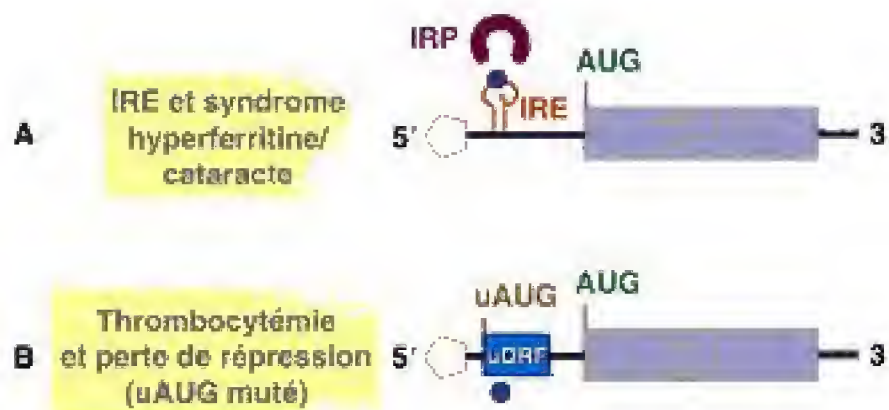 IRP
AUG
A
IRE et syndrome
hyperferritine/
cataracte
IRE
5'
3
uAUG
AUG
B
Thrombocytémie
et perte de répression
(uAUG muté)
5'
uORF
3